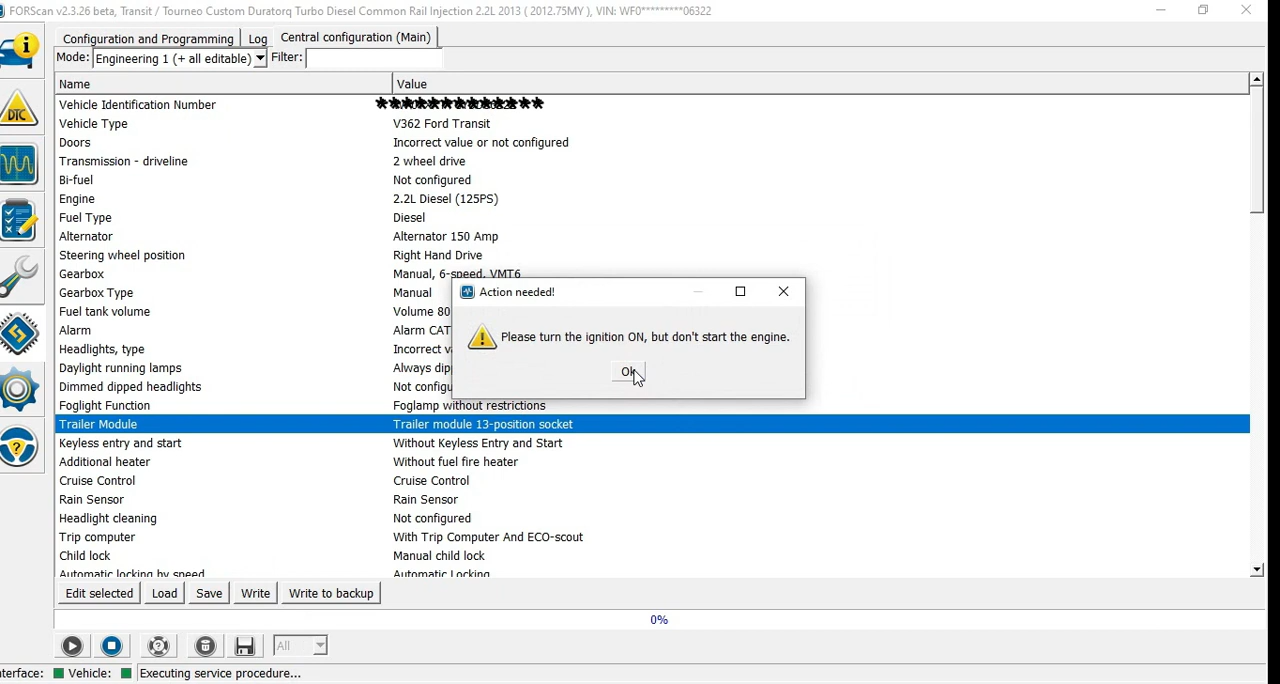 FORScan v2.3.26 beta, Transit / Tourneo Custom Duratorq Turbo Diesel Common Rail Injection 2.2L 2013 ( 2012.75MY ), VIN: WF0*********06322
Configuration and Programming Log Central configuration (Main)
Mode: Engineering 1 (+ all editable) Filter:
Name Value
Vehicle Identification Number
Vehicle Type V362 Ford Transit
Doors Incorrect value or not configured
Transmission - driveline 2 wheel drive
Bi-fuel Not configured
Engine 2.2L Diesel (125PS)
Fuel Type Diesel
Alternator Alternator 150 Amp
Steering wheel position Right Hand Drive
Gearbox Manual, 6-speed, VMT6
Gearbox Type Manual
Fuel tank volume Volume 80
Alarm Alarm CAT
Headlights, type Incorrect v
Daylight running lamps Always dip
Dimmed dipped headlights Not configu
Foglight Function Foglamp without restrictions
Trailer Module Trailer module 13-position socket
Keyless entry and start Without Keyless Entry and Start
Additional heater Without fuel fire heater
Cruise Control Cruise Control
Rain Sensor Rain Sensor
Headlight cleaning Not configured
Trip computer With Trip Computer And ECO-scout
Child lock Manual child lock
Automatic locking by speed Automatic Locking
Action needed!
Please turn the ignition ON, but don't start the engine.
Ok
Edit selected Load Save Write Write to backup
0%
All
nterface: Vehicle: Executing service procedure...
DTC